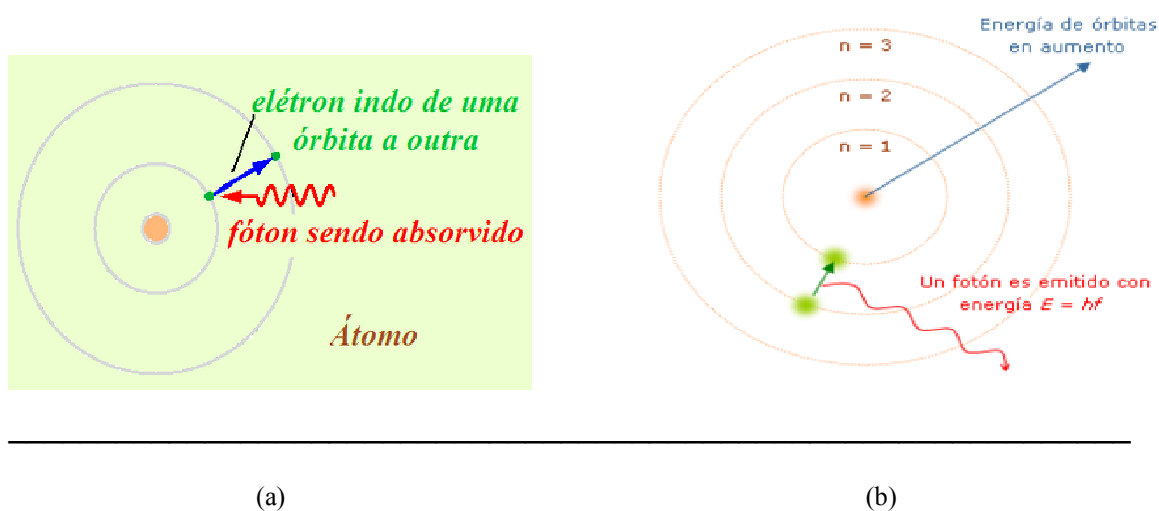 elétron indo de uma
órbita a outra
fóton sendo absorvido
Átomo
Energía de órbitas
en aumento
n = 3
n = 2
n = 1
Un fotón es emitido con
energía E = hf
(a)
(b)